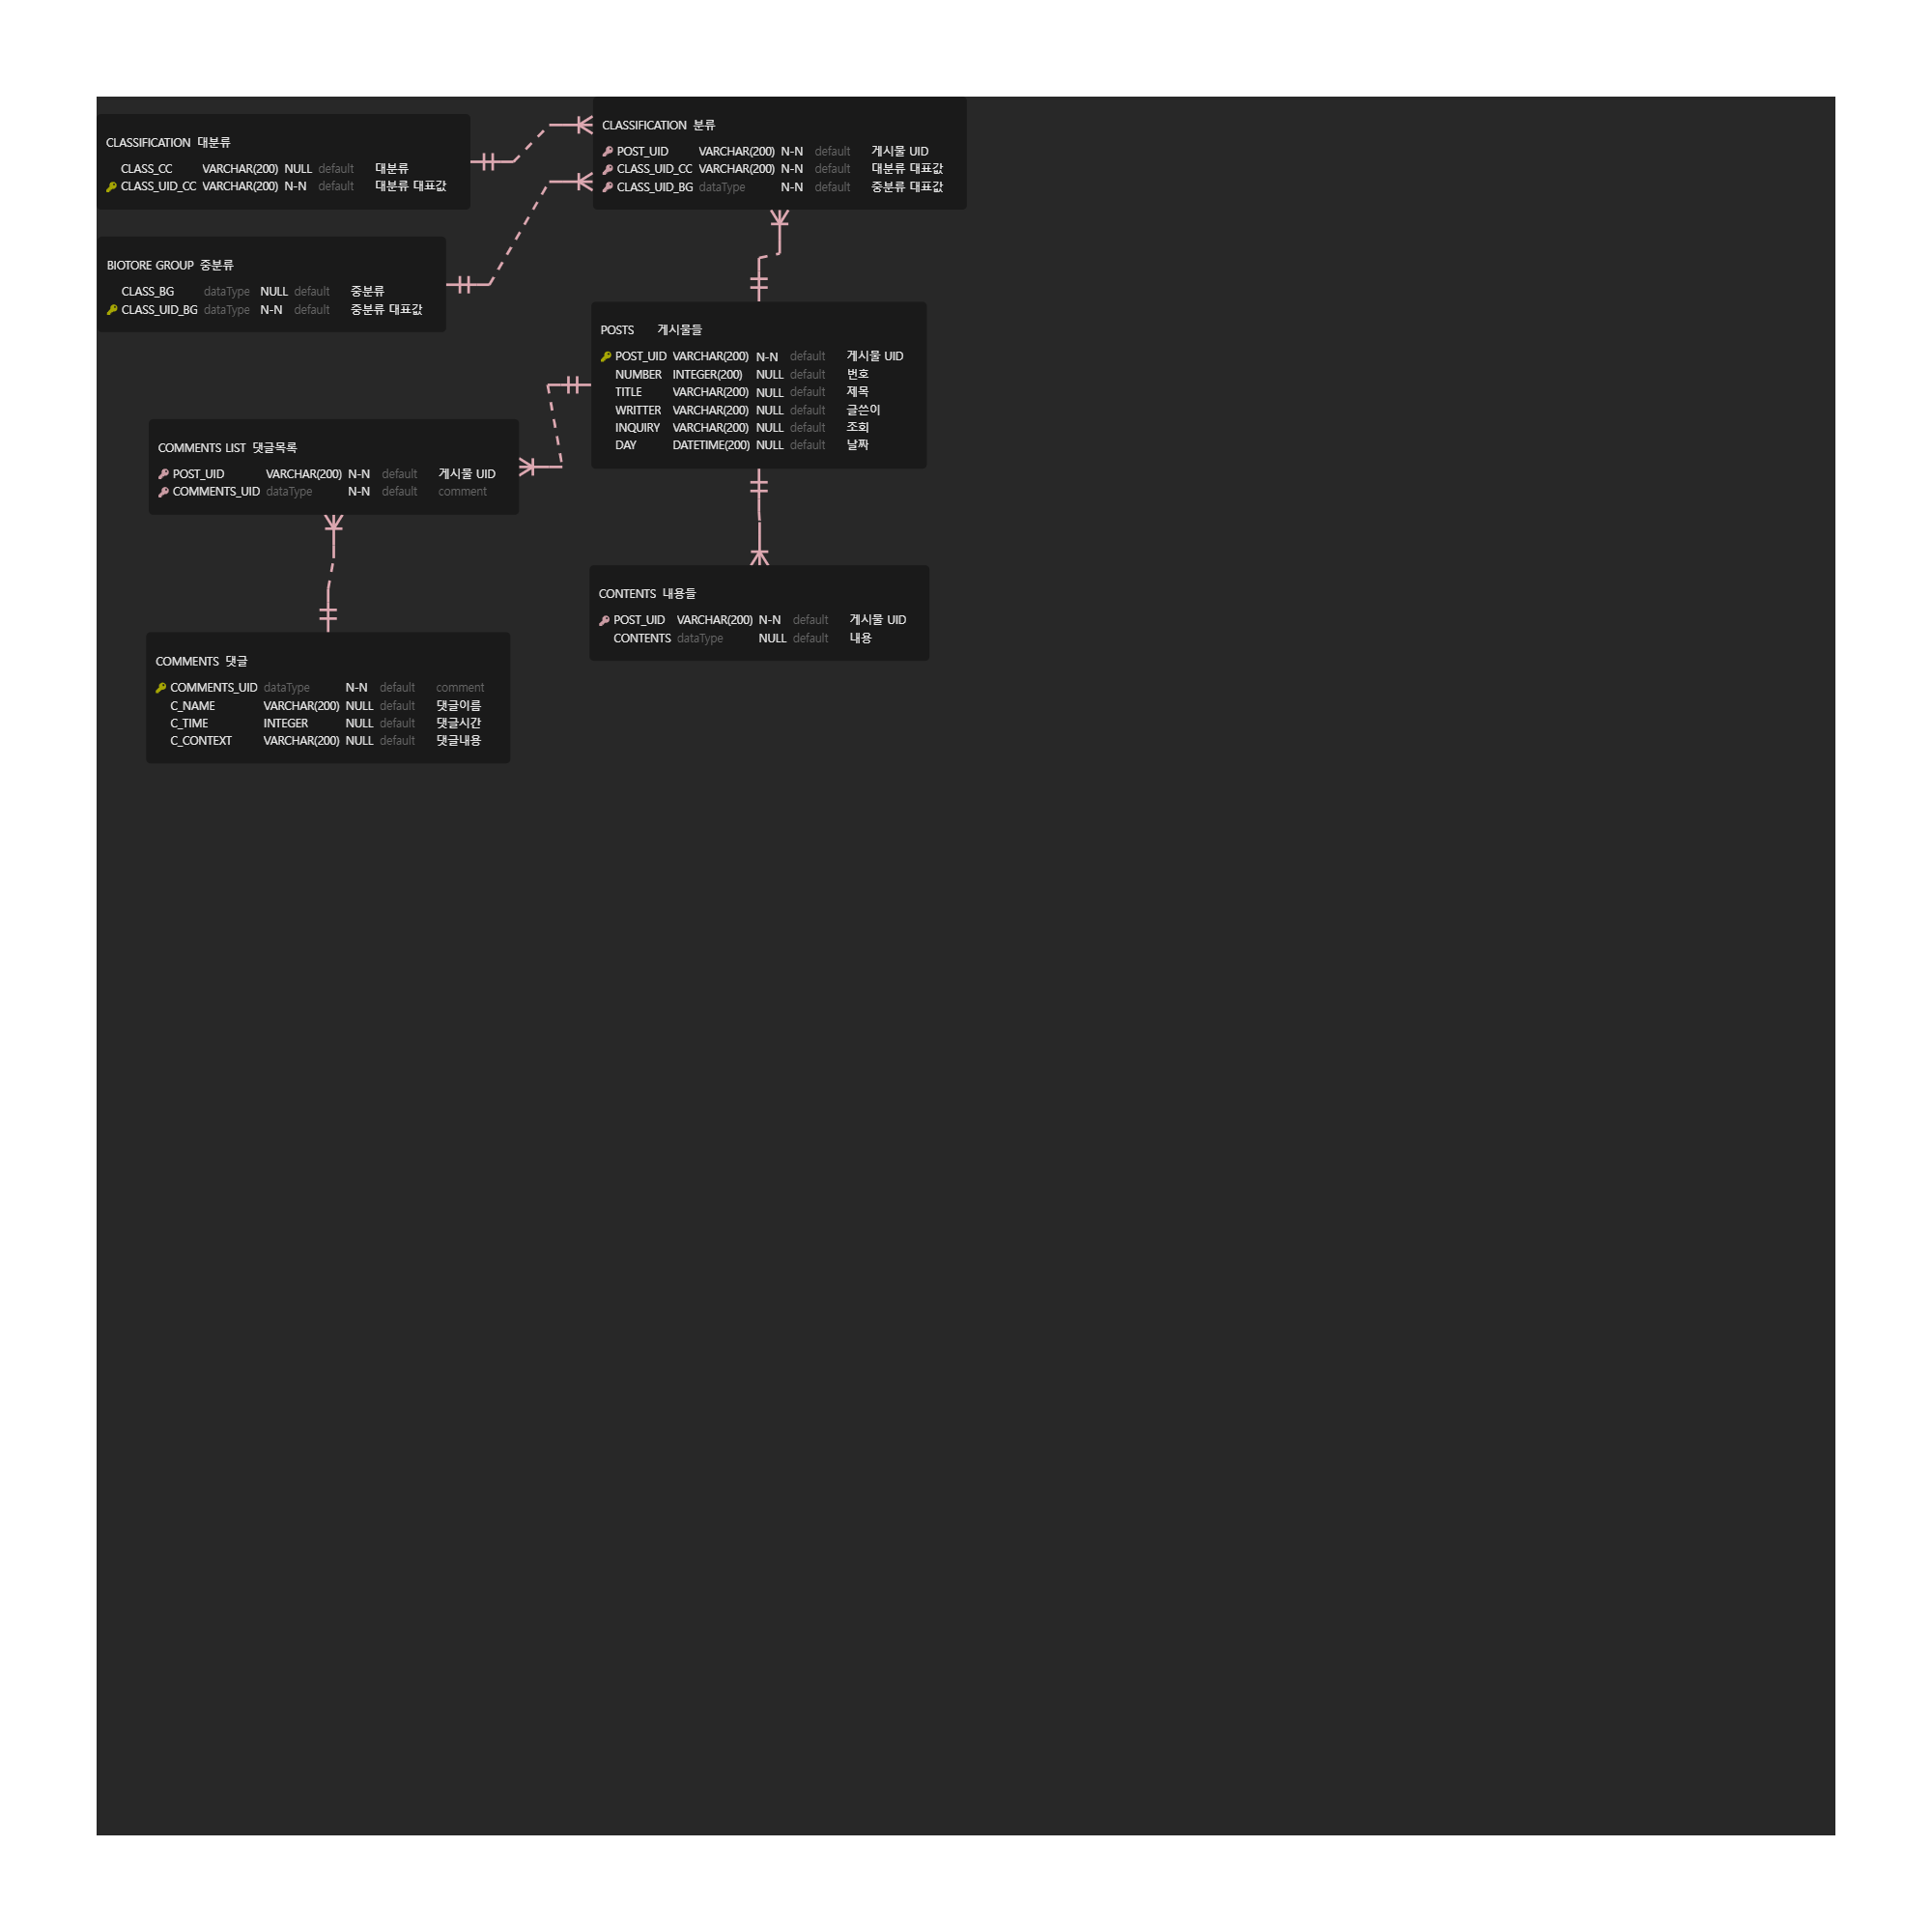 CLASSIFICATION 대분류
CLASS_CC VARCHAR(200) NULL default 대분류
CLASS_UID_CC VARCHAR(200) N-N default 대분류 대표값
CLASSIFICATION 분류
POST_UID VARCHAR(200) N-N default 게시물 UID
CLASS_UID_CC VARCHAR(200) N-N default 대분류 대표값
CLASS_UID_BG dataType N-N default 중분류 대표값
BIOTORE GROUP 중분류
CLASS_BG dataType NULL default 중분류
CLASS_UID_BG dataType N-N default 중분류 대표값
POSTS 게시물들
POST_UID VARCHAR(200) N-N default 게시물 UID
NUMBER INTEGER(200) NULL default 번호
TITLE VARCHAR(200) NULL default 제목
WRITTER VARCHAR(200) NULL default 글쓴이
INQUIRY VARCHAR(200) NULL default 조회
DAY DATETIME(200) NULL default 날짜
COMMENTS LIST 댓글목록
POST_UID VARCHAR(200) N-N default 게시물 UID
COMMENTS_UID dataType N-N default comment
CONTENTS 내용들
POST_UID VARCHAR(200) N-N default 게시물 UID
CONTENTS dataType NULL default 내용
COMMENTS 댓글
COMMENTS_UID dataType N-N default comment
C_NAME VARCHAR(200) NULL default 댓글이름
C_TIME INTEGER NULL default 댓글시간
C_CONTEXT VARCHAR(200) NULL default 댓글내용